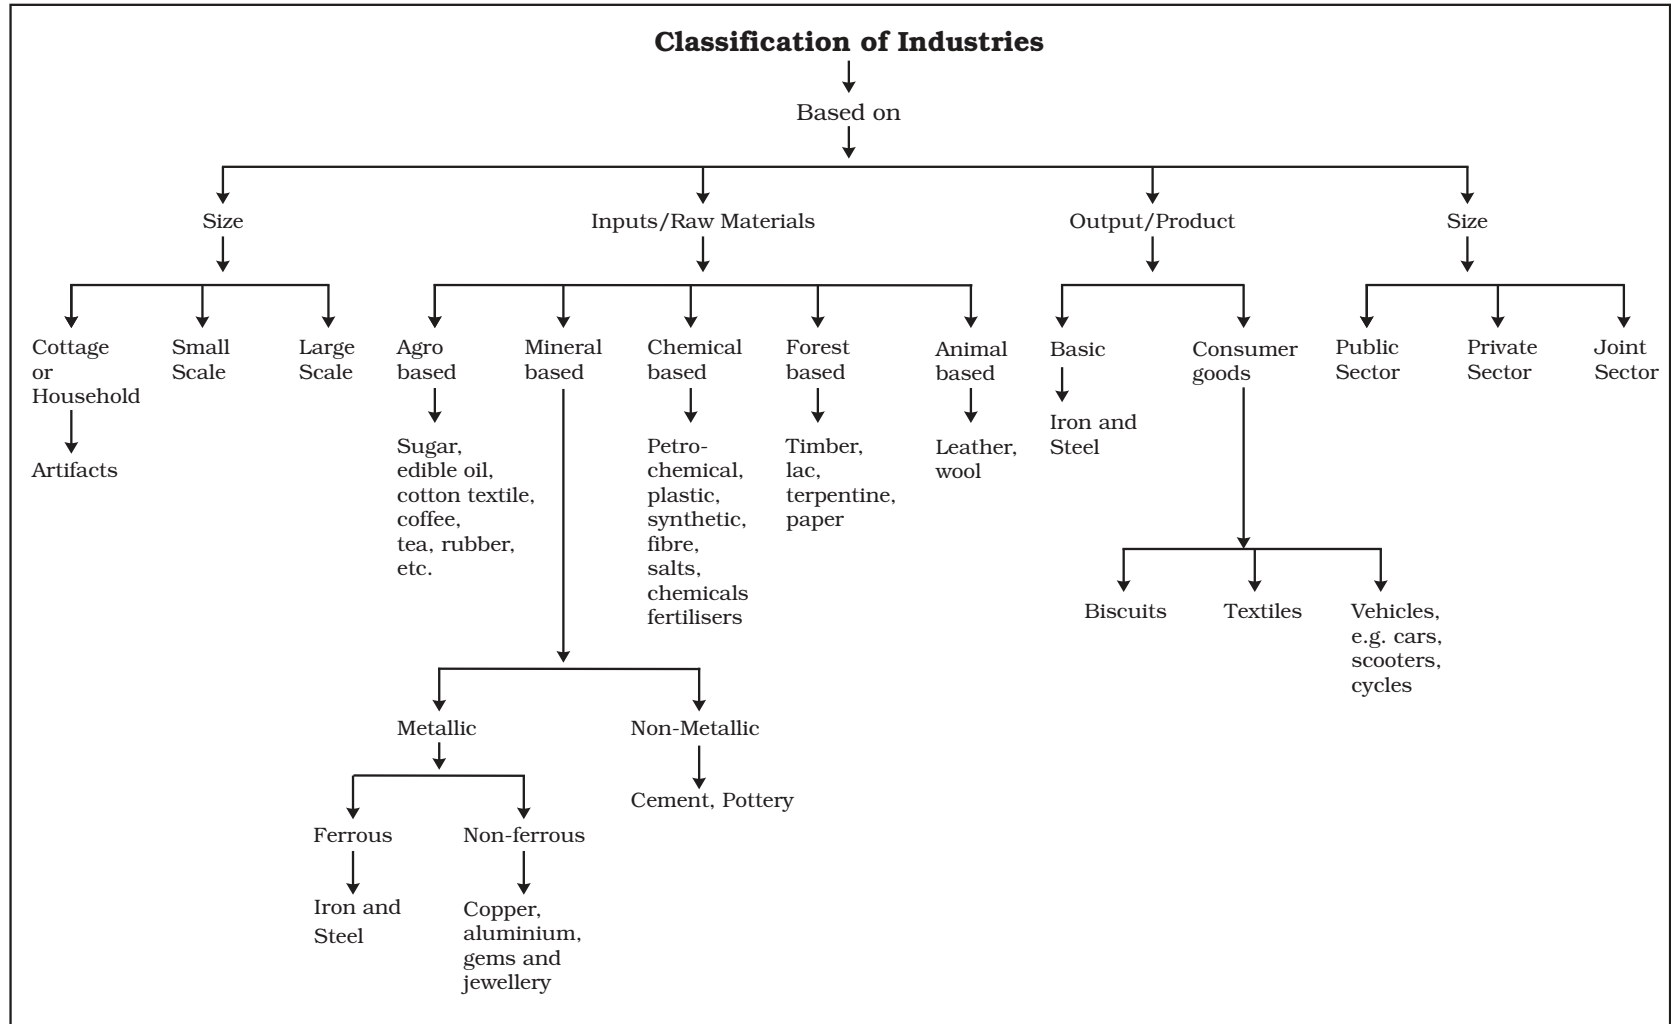 Classification of Industries
Based on
Size
Inputs/Raw Materials
Output/Product
Size
Cottage
or
Household
Artifacts
Small
Scale
Large
Scale
Agro
based
Sugar,
edible oil,
cotton textile,
coffee,
tea, rubber,
etc.
Mineral
based
Chemical
based
Petro-
chemical,
plastic,
synthetic,
fibre,
salts,
chemicals
fertilisers
Forest
based
Timber,
lac,
terpentine,
paper
Animal
based
Leather,
wool
Basic
Iron and
Steel
Consumer
goods
Public
Sector
Private
Sector
Joint
Sector
Biscuits
Textiles
Vehicles,
e.g. cars,
scooters,
cycles
Metallic
Non-Metallic
Cement, Pottery
Ferrous
Iron and
Steel
Non-ferrous
Copper,
aluminium,
gems and
jewellery